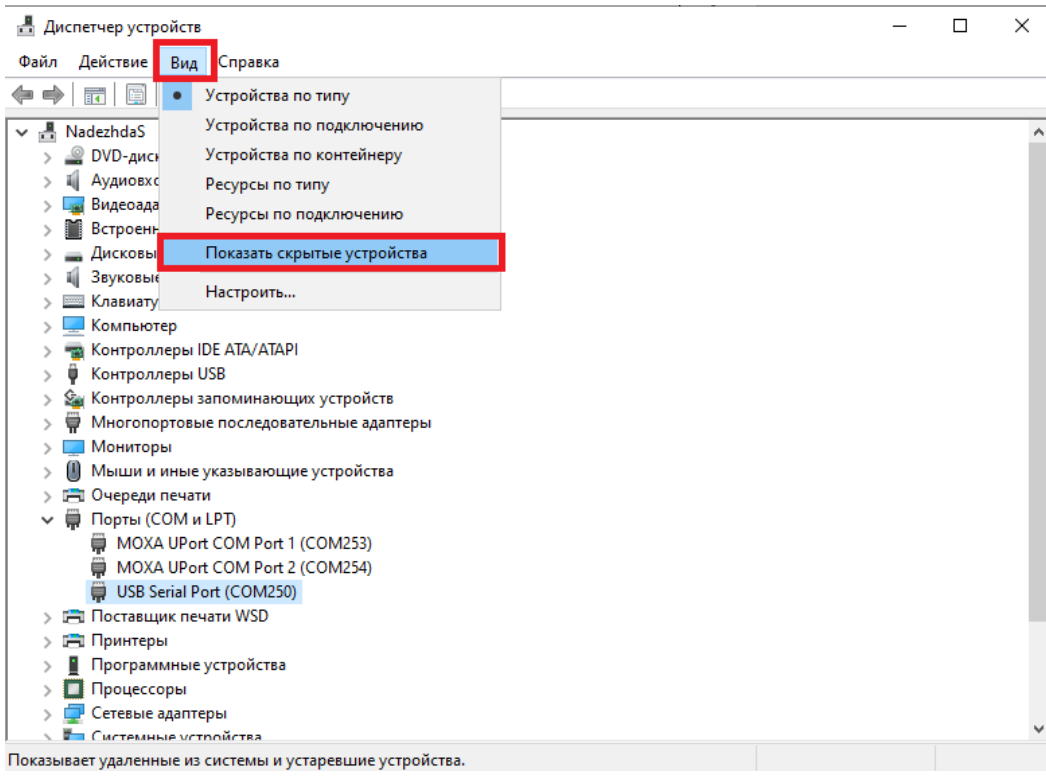 Диспетчер устройств
Файл Действие Вид Справка
Устройства по типу
Устройства по подключению
Устройства по контейнеру
Ресурсы по типу
Ресурсы по подключению
Показать скрытые устройства
Настроить...
NadezhdaS
DVD-диск
Аудиовхо
Видеоада
Встроенн
Дисковы
Звуковые
Клавиату
Компьютер
Контроллеры IDE ATA/ATAPI
Контроллеры USB
Контроллеры запоминающих устройств
Многопортовые последовательные адаптеры
Мониторы
Мыши и иные указывающие устройства
Очереди печати
Порты (COM и LPT)
MOXA UPort COM Port 1 (COM253)
MOXA UPort COM Port 2 (COM254)
USB Serial Port (COM250)
Поставщик печати WSD
Принтеры
Программные устройства
Процессоры
Сетевые адаптеры
Системные устройства
Показывает удаленные из системы и устаревшие устройства.